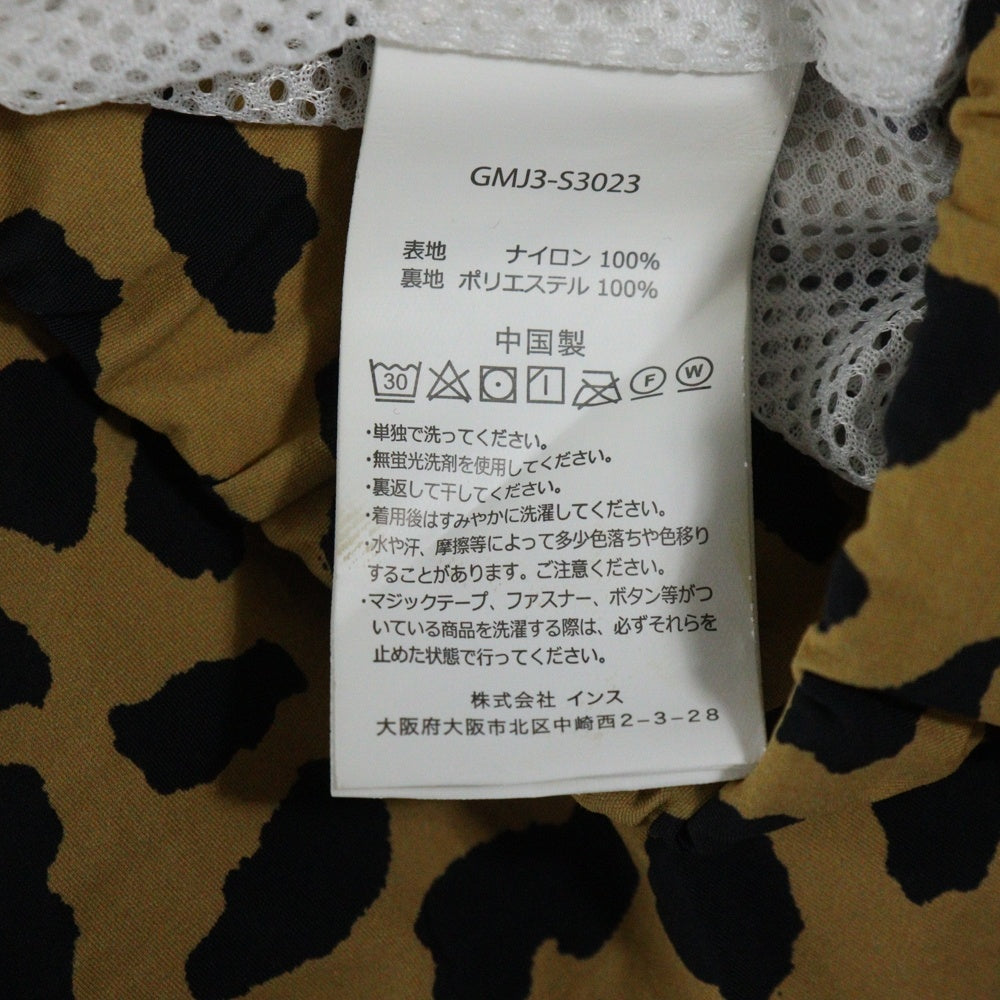 GMJ3-S3023
表地 ナイロン 100%
裏地 ポリエステル 100%
中国製
30 F W
・単独で洗ってください。
・無蛍光洗剤を使用してください。
・裏返しで干してください。
・着用後はすみやかに洗濯してください。
・水や汗、摩擦等によって多少色落ちや色移り
することがあります。ご注意ください。
・マジックテープ、ファスナー、ボタン等がつ
いている商品を洗濯する際は、必ずそれらを
止めた状態で行ってください。
株式会社 インス
大阪府大阪市北区中崎西2-3-28